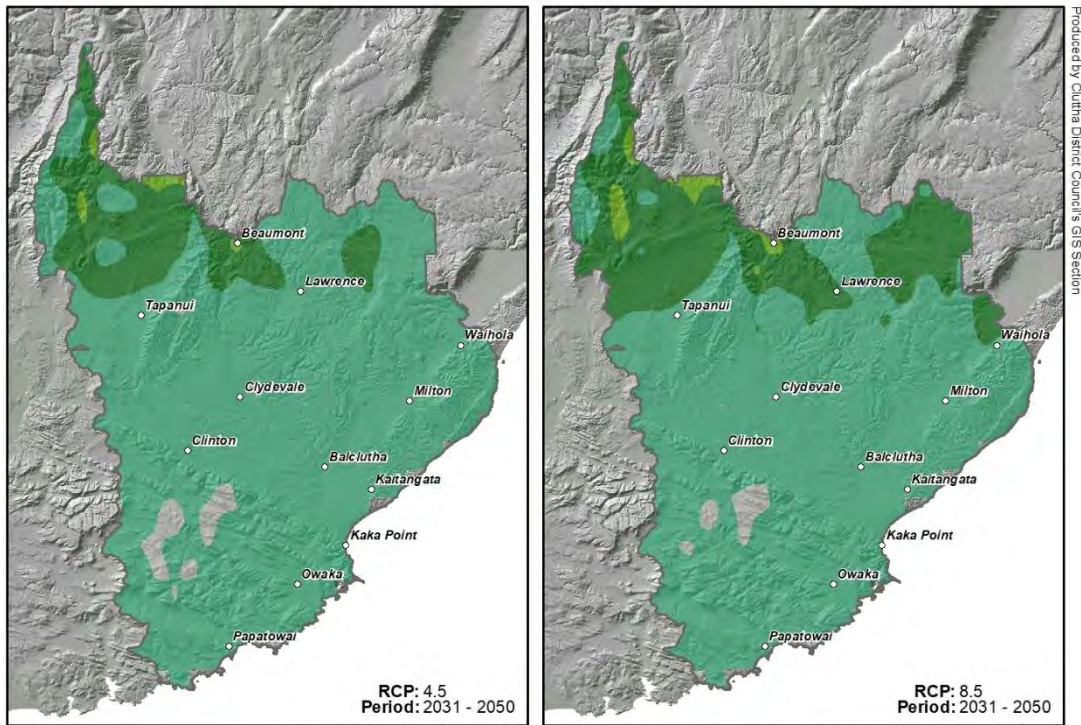 Beaumont
Lawrence
Tapanui
Waihola
Clydevale
Milton
Clinton
Balclutha
Kaitangata
Kaka Point
Owaka
Papatowai
RCP: 4.5
Period: 2031 - 2050
Beaumont
Lawrence
Tapanui
Waihola
Clydevale
Milton
Clinton
Balclutha
Kaitangata
Kaka Point
Owaka
Papatowai
RCP: 8.5
Period: 2031 - 2050
Produced by Cluttha District Council's GIS Section